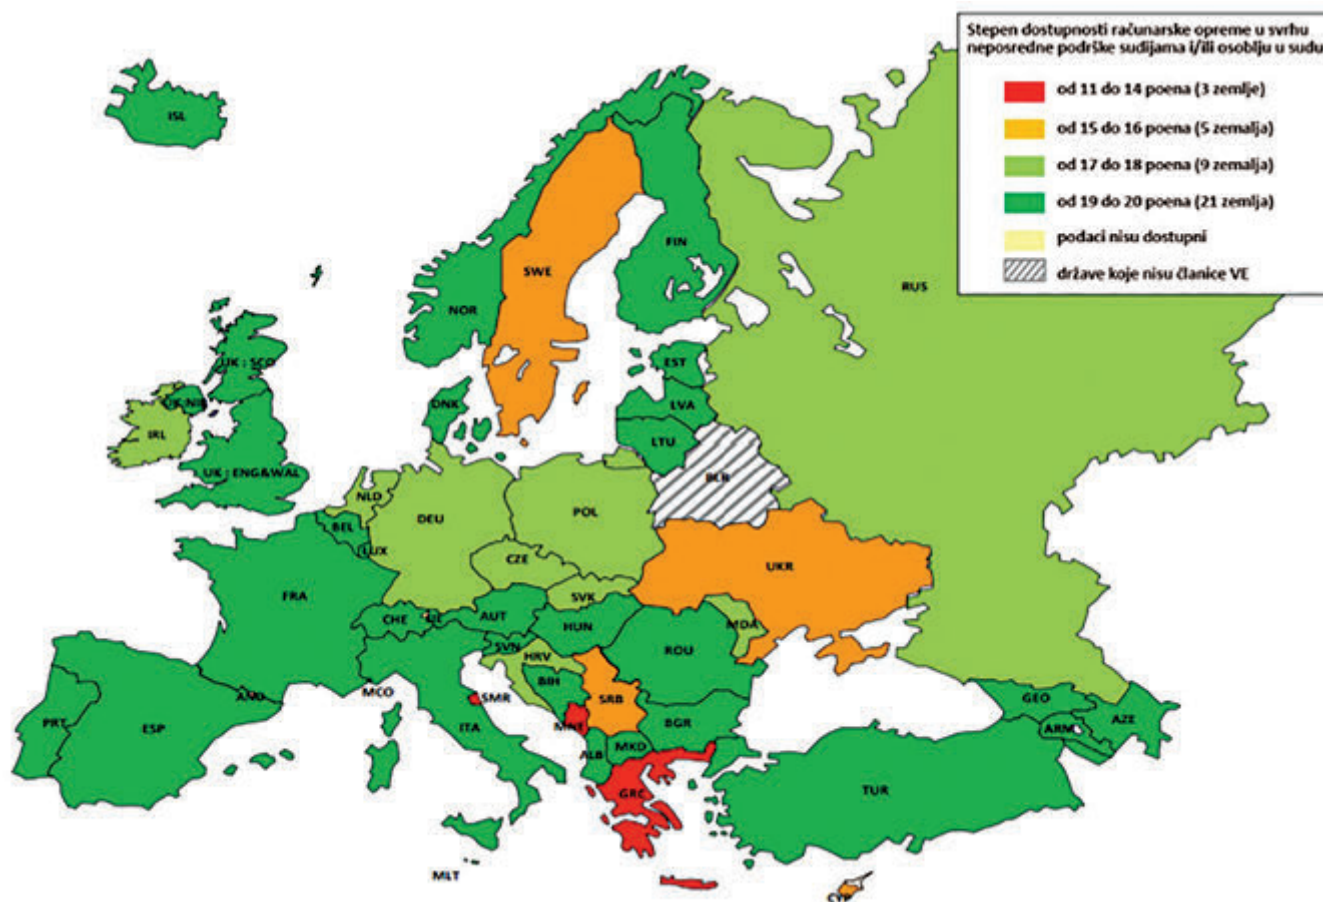 Stepen dostupnosti računarske opreme u svrhu
neposredne podrške sudijama i/ili osoblju u sudu
od 11 do 14 poena (3 zemlje)
od 15 do 16 poena (5 zemalja)
od 17 do 18 poena (9 zemalja)
od 19 do 20 poena (21 zemlja)
podaci nisu dostupni
države koje nisu članice VE
ISL
RUS
FIN
SWE
NOR
UK : SCO
EST
UK:NIR
DNK
LVA
IRL
LTU
UK : ENG&WAL
BLR
NLD
DEU
POL
BEL
LUX
CZE
UKR
FRA
SVK
CHE
LIE
AUT
HUN
MDA
SVN
HRV
ROU
BIH
AND
MCO
SMR
SRB
GEO
PRT
ESP
ITA
MNE
BGR
ARM
AZE
ALB
MKD
GRC
TUR
MLT
CYP